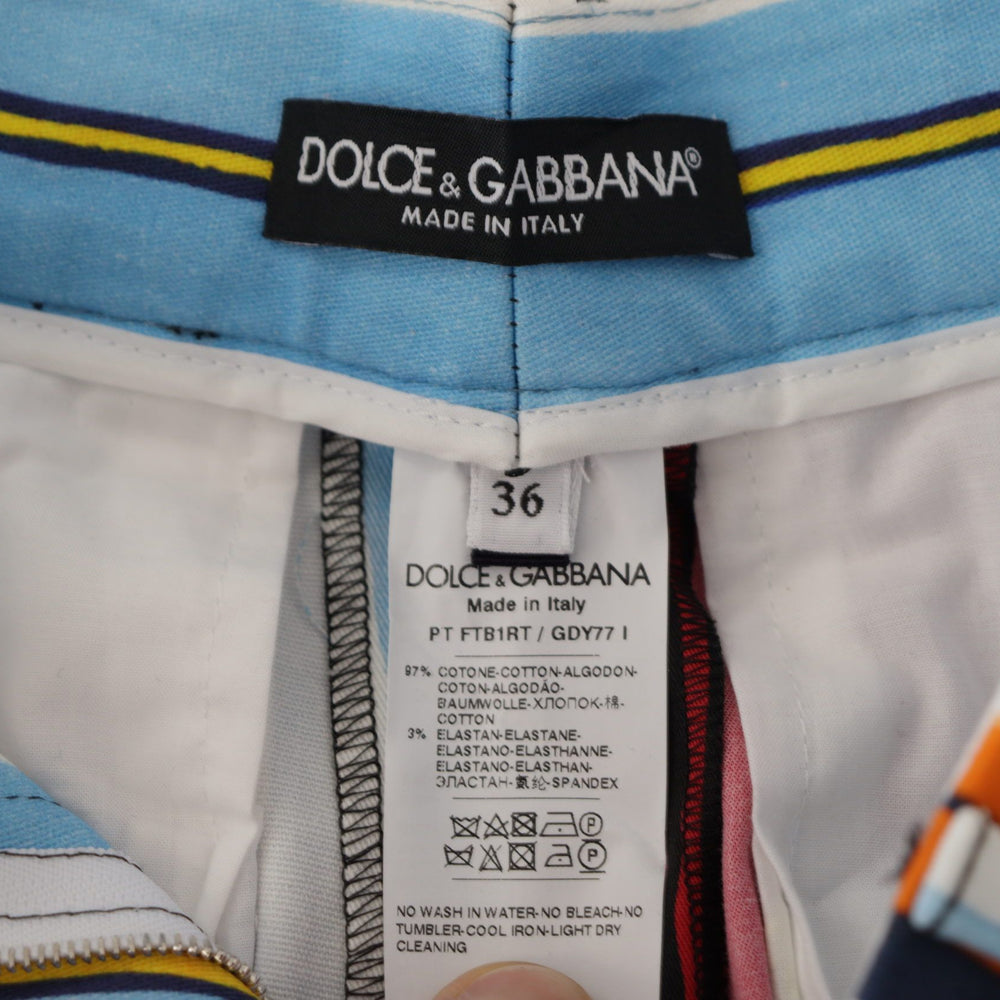 DOLCE & GABBANA®
MADE IN ITALY
36
DOLCE & GABBANA
Made in Italy
PT FTB1RT / GDY77 I
97% COTONE-COTTON-ALGODON-
COTON-ALGODÃO-
BAUMWOLLE-ХЛОПОК-棉-
COTTON
3% ELASTAN-ELASTANE-
ELASTANO-ELASTHANNE-
ELASTANO-ELASTHAN-
ЭЛАСТАН-氨纶-SPANDEX
P
P
NO WASH IN WATER-NO BLEACH-NO
TUMBLER-COOL IRON-LIGHT DRY
CLEANING